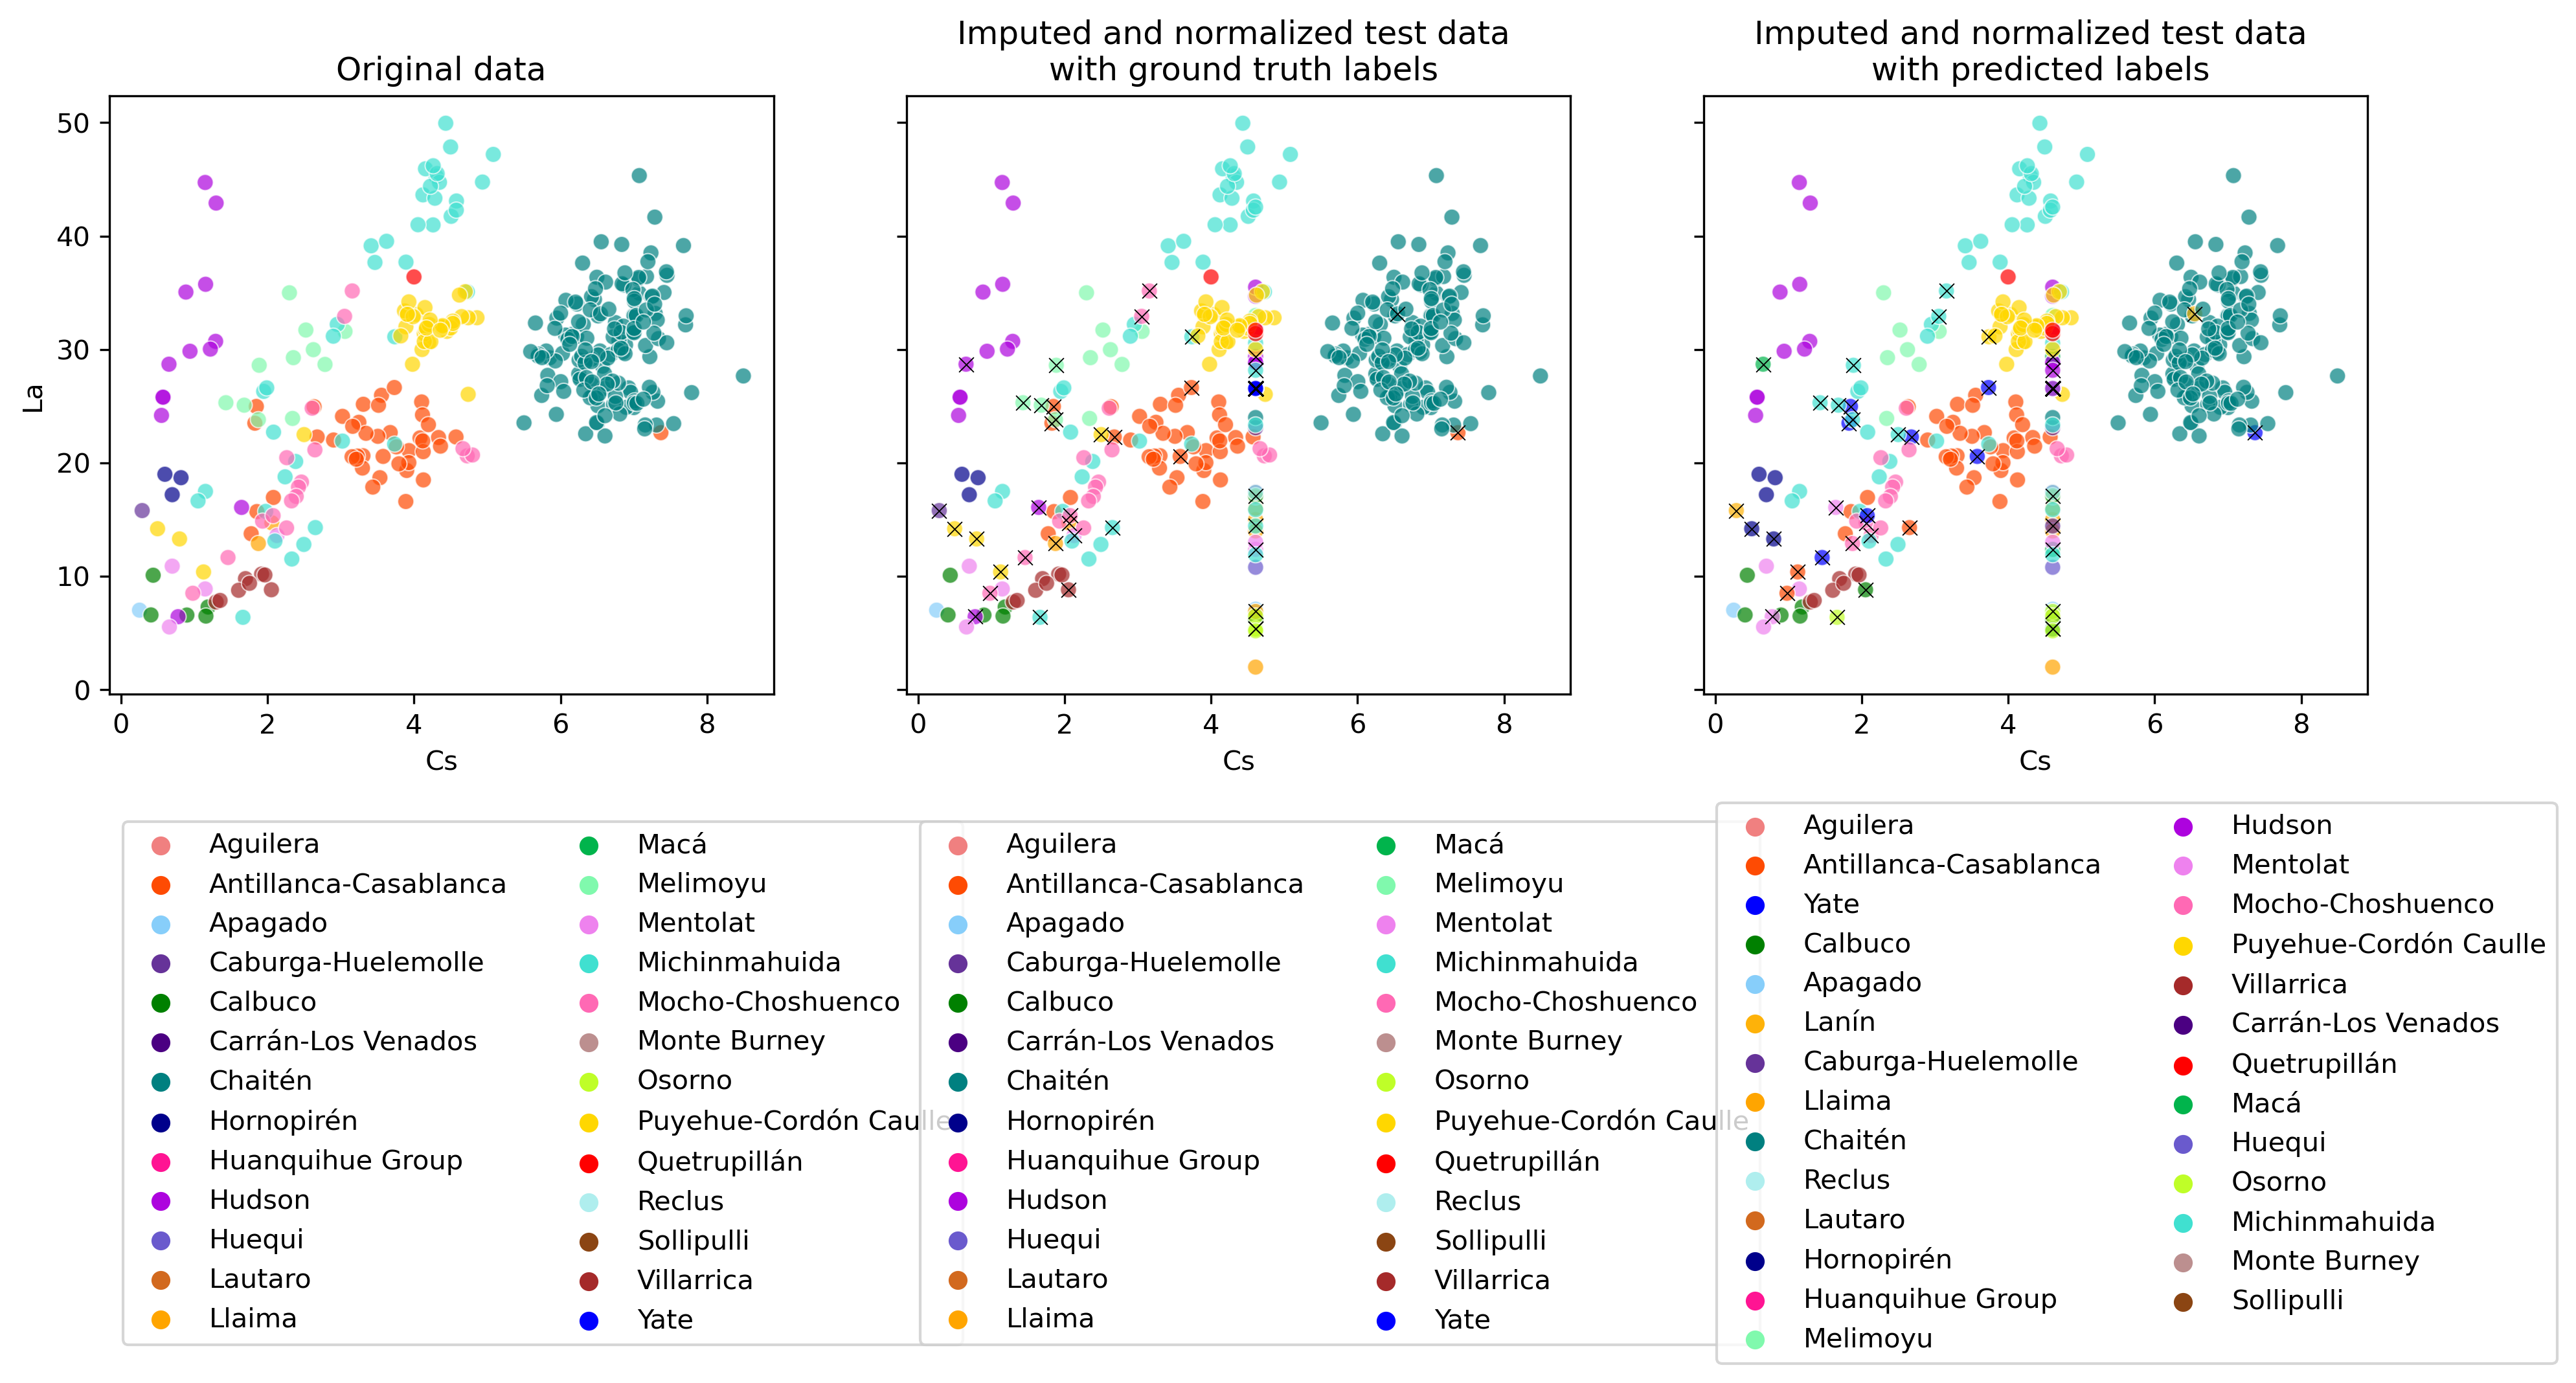 Original data
Imputed and normalized test data
with ground truth labels
Imputed and normalized test data
with predicted labels
La
50
40
30
20
10
0
0 2 4 6 8
Cs
0 2 4 6 8
Cs
0 2 4 6 8
Cs
Aguilera
Antillanca-Casablanca
Apagado
Caburga-Huelemolle
Calbuco
Carrán-Los Venados
Chaitén
Hornopirén
Huanquihue Group
Hudson
Huequi
Lautaro
Llaima
Macá
Melimoyu
Mentolat
Michinmahuida
Mocho-Choshuenco
Monte Burney
Osorno
Puyehue-Cordón Caulle
Quetrupillán
Reclus
Sollipulli
Villarrica
Yate
Aguilera
Antillanca-Casablanca
Apagado
Caburga-Huelemolle
Calbuco
Carrán-Los Venados
Chaitén
Hornopirén
Huanquihue Group
Hudson
Huequi
Lautaro
Llaima
Macá
Melimoyu
Mentolat
Michinmahuida
Mocho-Choshuenco
Monte Burney
Osorno
Puyehue-Cordón Caulle
Quetrupillán
Reclus
Sollipulli
Villarrica
Yate
Aguilera
Antillanca-Casablanca
Yate
Calbuco
Apagado
Lanín
Caburga-Huelemolle
Llaima
Chaitén
Reclus
Lautaro
Hornopirén
Huanquihue Group
Melimoyu
Hudson
Mentolat
Mocho-Choshuenco
Puyehue-Cordón Caulle
Villarrica
Carrán-Los Venados
Quetrupillán
Macá
Huequi
Osorno
Michinmahuida
Monte Burney
Sollipulli